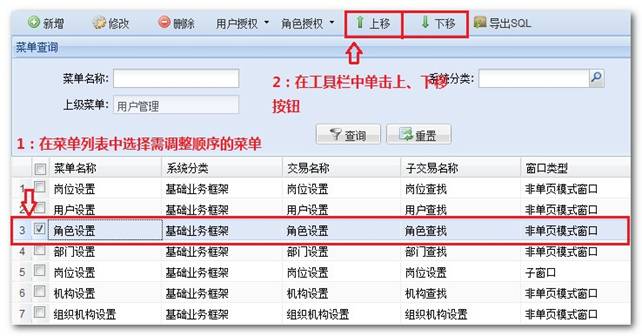 新增 修改 删除 用户授权 角色授权 上移 下移 导出SQL
菜单查询
菜单名称: 系统分类:
2:在工具栏中单击上、下移
按钮
上级菜单: 用户管理
查询 重置
1:在菜单列表中选择需调整顺序的菜单
菜单名称 系统分类 交易名称 子交易名称 窗口类型
1 岗位设置 基础业务框架 岗位设置 岗位查找 非单页模式窗口
2 用户设置 基础业务框架 用户设置 用户查找 非单页模式窗口
3 角色设置 基础业务框架 角色设置 角色查找 非单页模式窗口
4 部门设置 基础业务框架 部门设置 部门查找 非单页模式窗口
5 岗位设置 基础业务框架 岗位设置 岗位设置 子窗口
6 机构设置 基础业务框架 机构设置 机构查找 非单页模式窗口
7 组织机构设置 基础业务框架 组织机构设置 组织机构设置 非单页模式窗口